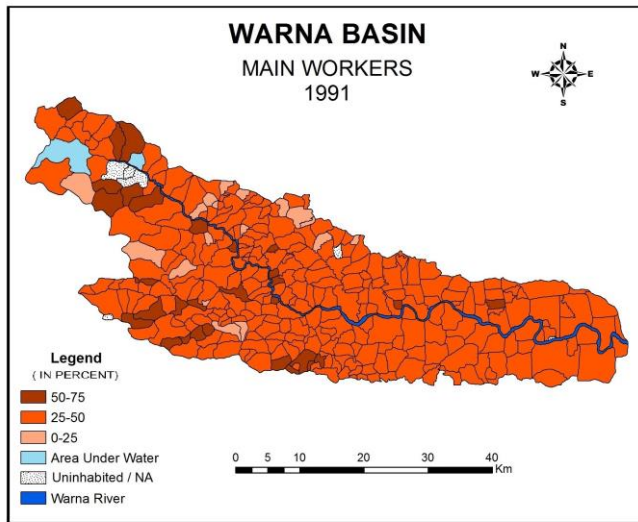 WARNA BASIN
MAIN WORKERS
1991
N
W E
S
Legend
( IN PERCENT)
50-75
25-50
0-25
Area Under Water
Uninhabited / NA
Warna River
0 5 10 20 30 40
Km